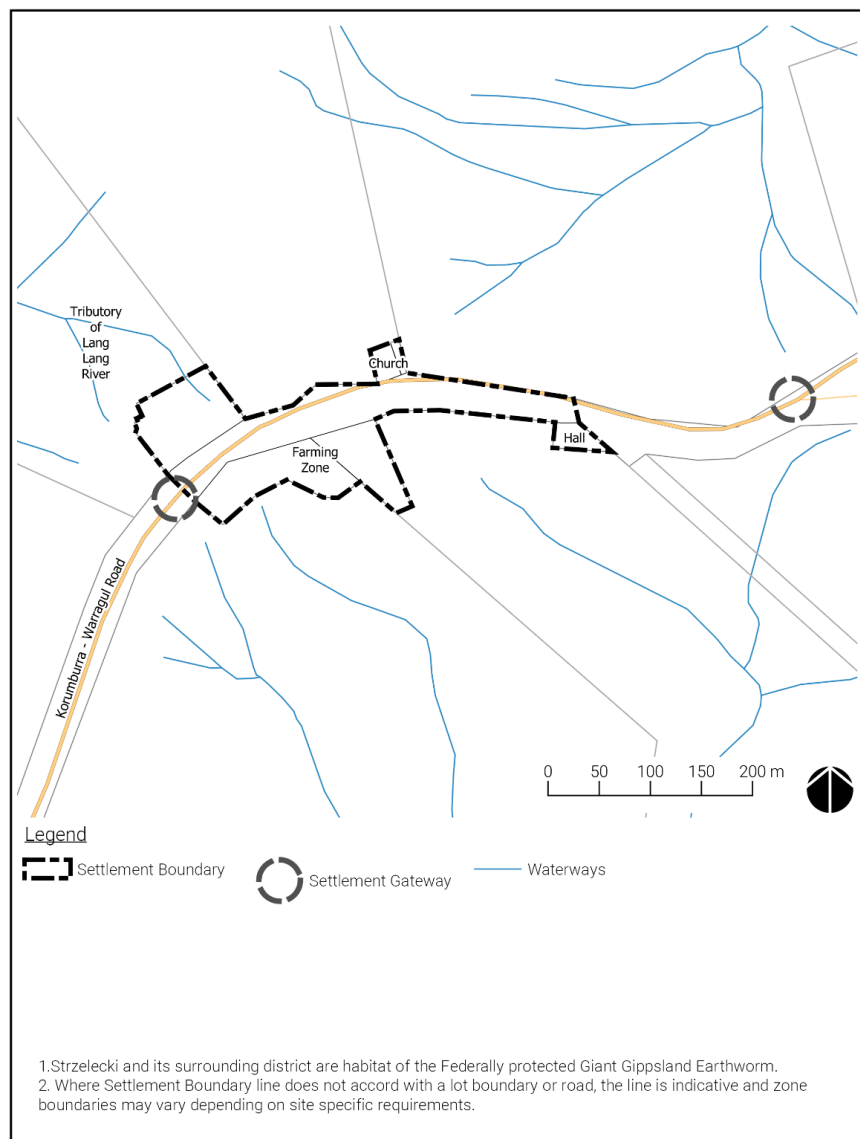 Tributory
of
Lang
Lang
River
Church
Hall
Farming
Zone
Korumburra - Warragul Road
0 50 100 150 200 m
Legend
Settlement Boundary
Settlement Gateway
Waterways
1.Strzelecki and its surrounding district are habitat of the Federally protected Giant Gippsland Earthworm.
2. Where Settlement Boundary line does not accord with a lot boundary or road, the line is indicative and zone
boundaries may vary depending on site specific requirements.